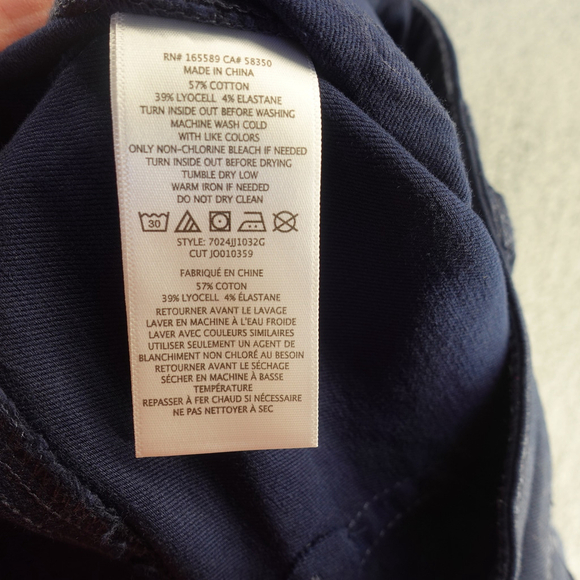 RN# 165589 CA# 58350
MADE IN CHINA
57% COTTON
39% LYOCELL 4% ELASTANE
TURN INSIDE OUT BEFORE WASHING
MACHINE WASH COLD
WITH LIKE COLORS
ONLY NON-CHLORINE BLEACH IF NEEDED
TURN INSIDE OUT BEFORE DRYING
TUMBLE DRY LOW
WARM IRON IF NEEDED
DO NOT DRY CLEAN
30
STYLE: 7024JJ1032G
CUT JO010359
FABRIQUÉ EN CHINE
57% COTON
39% LYOCELL 4% ÉLASTANE
RETOURNER AVANT LE LAVAGE
LAVER EN MACHINE À L'EAU FROIDE
LAVER AVEC COULEURS SIMILAIRES
UTILISER SEULEMENT UN AGENT DE
BLANCHIMENT NON CHLORÉ AU BESOIN
RETOURNER AVANT LE SÉCHAGE
SÉCHER EN MACHINE À BASSE
TEMPÉRATURE
REPASSER À FER CHAUD SI NÉCESSAIRE
NE PAS NETTOYER À SEC